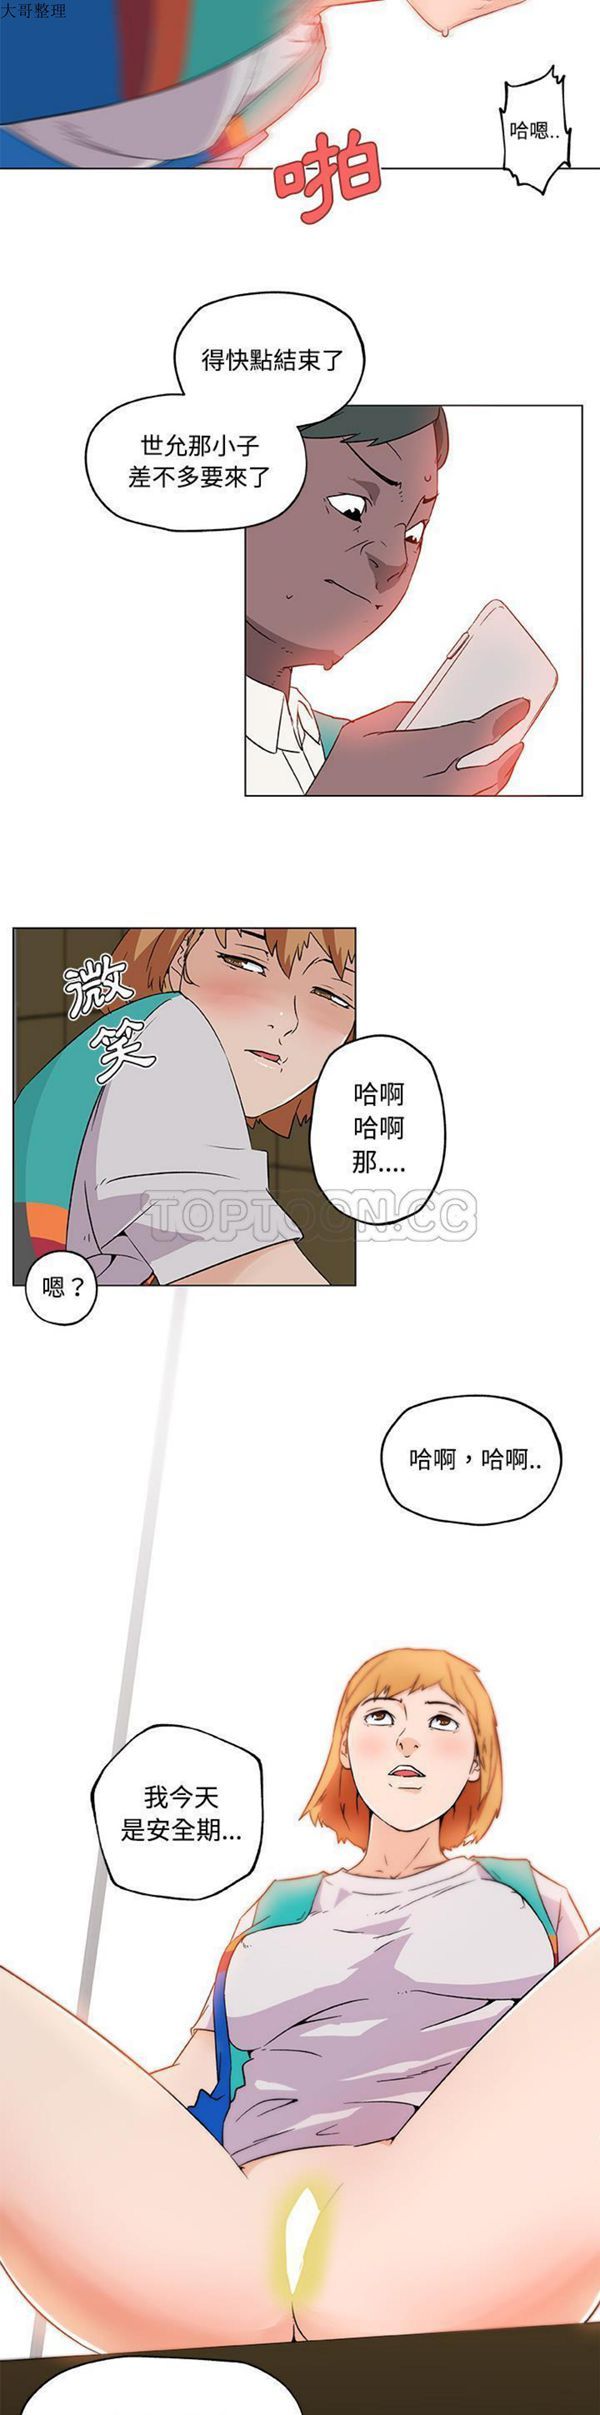 大哥整理
哈嗯..
啪
得快點結束了
世允那小子
差不多要來了
微
笑
哈啊
哈啊
那....
TOPTOON.CC
嗯？
哈啊，哈啊..
我今天
是安全期...